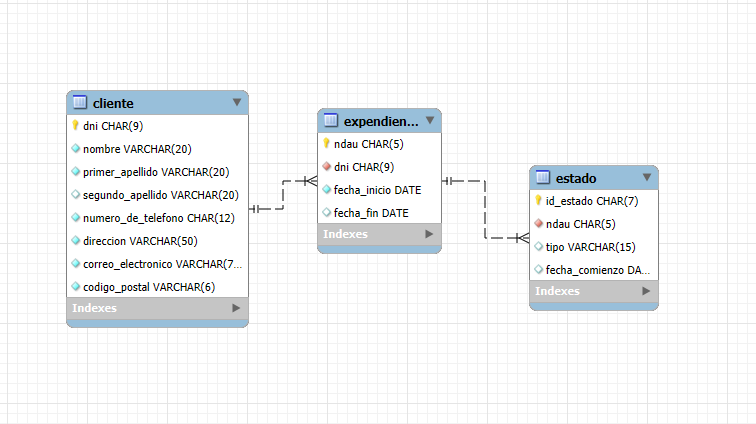 cliente
dni CHAR(9)
nombre VARCHAR(20)
primer_apellido VARCHAR(20)
segundo_apellido VARCHAR(20)
numero_de_telefono CHAR(12)
direccion VARCHAR(50)
correo_electronico VARCHAR(7...
codigo_postal VARCHAR(6)
Indexes
expendien...
ndau CHAR(5)
dni CHAR(9)
fecha_inicio DATE
fecha_fin DATE
Indexes
estado
id_estado CHAR(7)
ndau CHAR(5)
tipo VARCHAR(15)
fecha_comienzo DA...
Indexes